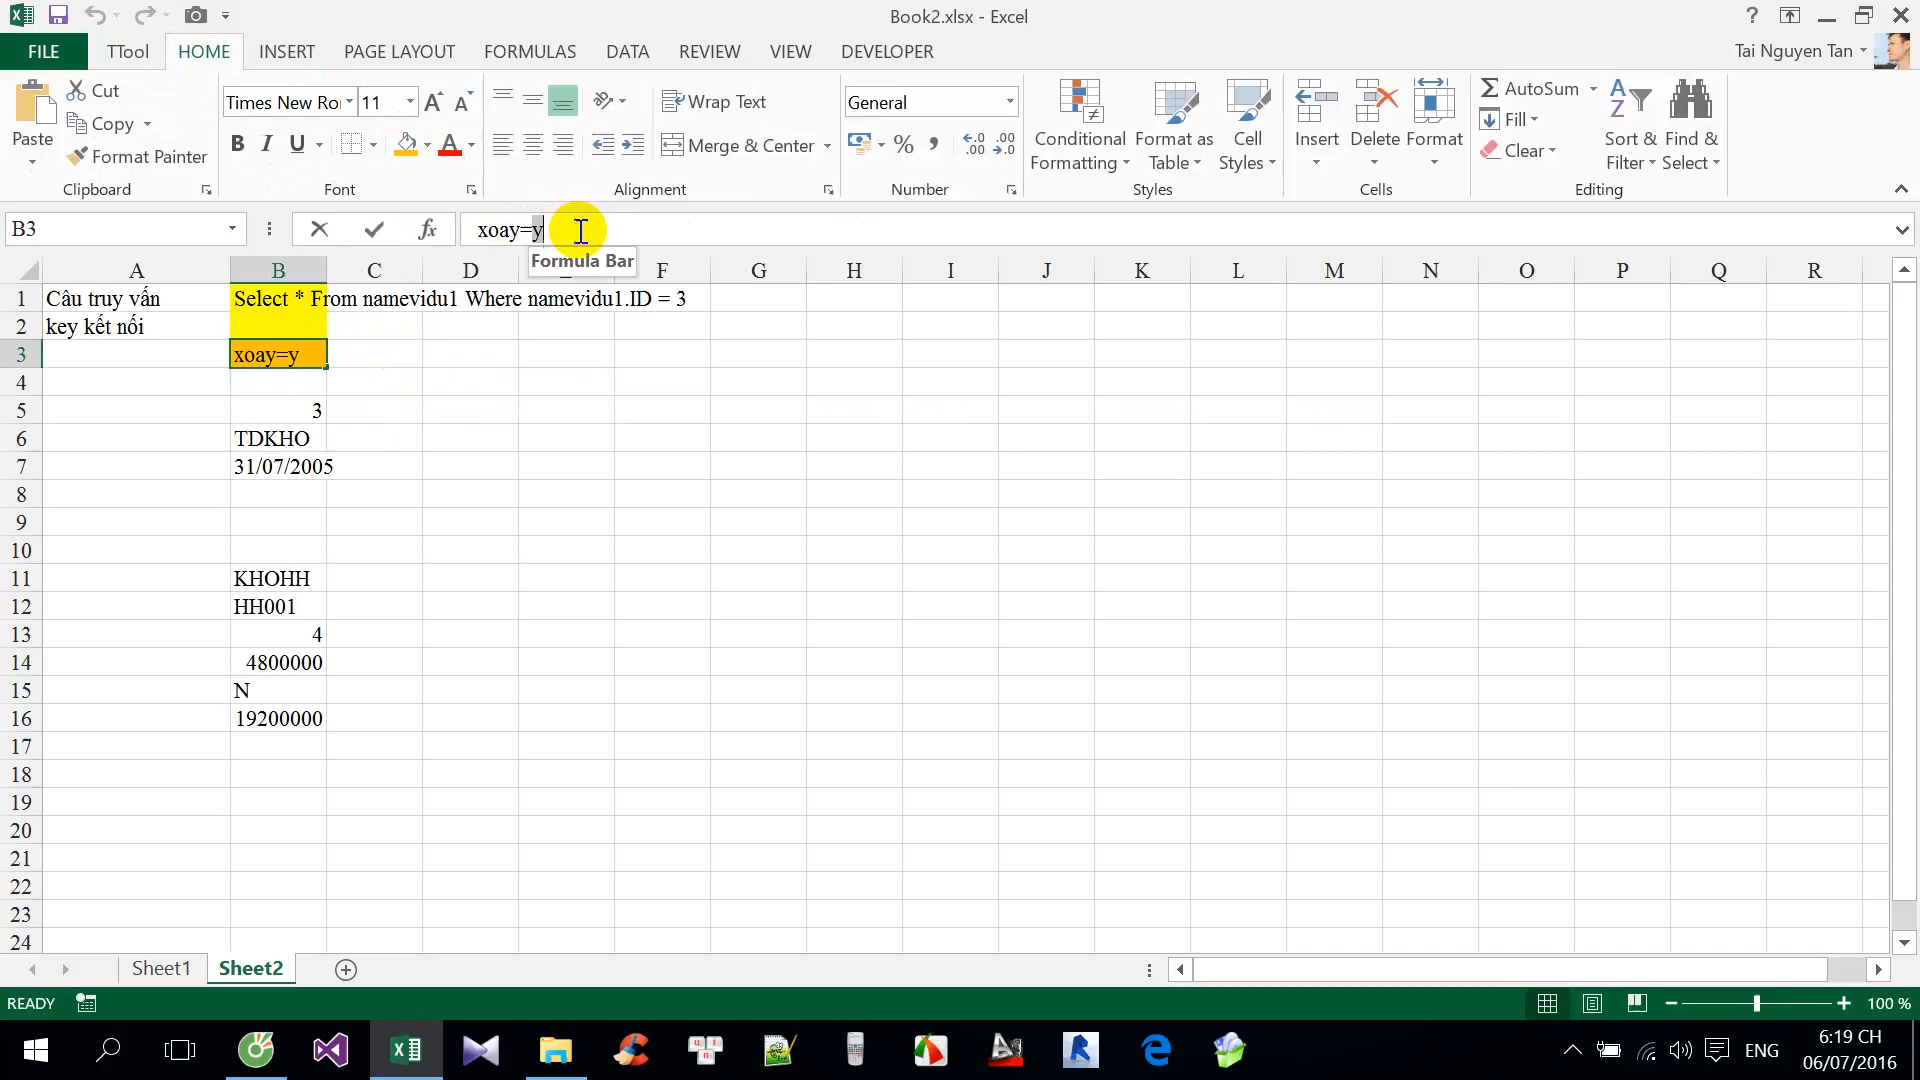 Book2.xlsx - Excel
FILE TTool HOME INSERT PAGE LAYOUT FORMULAS DATA REVIEW VIEW DEVELOPER Tai Nguyen Tan
Cut
Copy
Format Painter
Paste
Clipboard
Times New Ro 11
B I U
Font
Wrap Text
Merge & Center
Alignment
General
Number
Conditional Formatting
Format as Table
Cell Styles
Styles
Insert Delete Format
Cells
AutoSum
Fill
Clear
Sort & Filter
Find & Select
Editing
B3 fx xoay=y
Formula Bar
A B C D F G H I J K L M N O P Q R
1 Câu truy vấn Select * From namevidu1 Where namevidu1.ID = 3
2 key kết nối
3 xoay=y
4
5 3
6 TDKHO
7 31/07/2005
8
9
10
11 KHOHH
12 HH001
13 4
14 4800000
15 N
16 19200000
17
18
19
20
21
22
23
24
Sheet1 Sheet2
READY 100 %
ENG 6:19 CH
06/07/2016